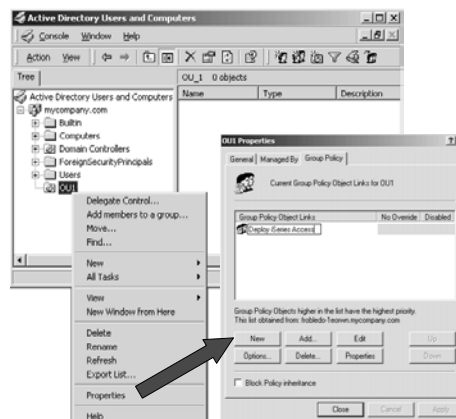 Active Directory Users and Computers
Console Window Help
Action View
Tree
OU_1 0 objects
Active Directory Users and Computers
mycompany.com
Builtin
Computers
Domain Controllers
ForeignSecurityPrincipals
Users
OU1
Name Type Description
Delegate Control...
Add members to a group...
Move...
Find...
New
All Tasks
View
New Window from Here
Delete
Rename
Refresh
Export List...
Properties
Help
OU1 Properties
General Managed By Group Policy
Current Group Policy Object Links for OU1
Group Policy Object Links No Override Disabled
Deploy iSeries Access
Group Policy Objects higher in the list have the highest priority.
This list obtained from: frobledo-1eorwn.mycompany.com
New Add... Edit Up
Options... Delete... Properties Down
Block Policy inheritance
Close Cancel Apply